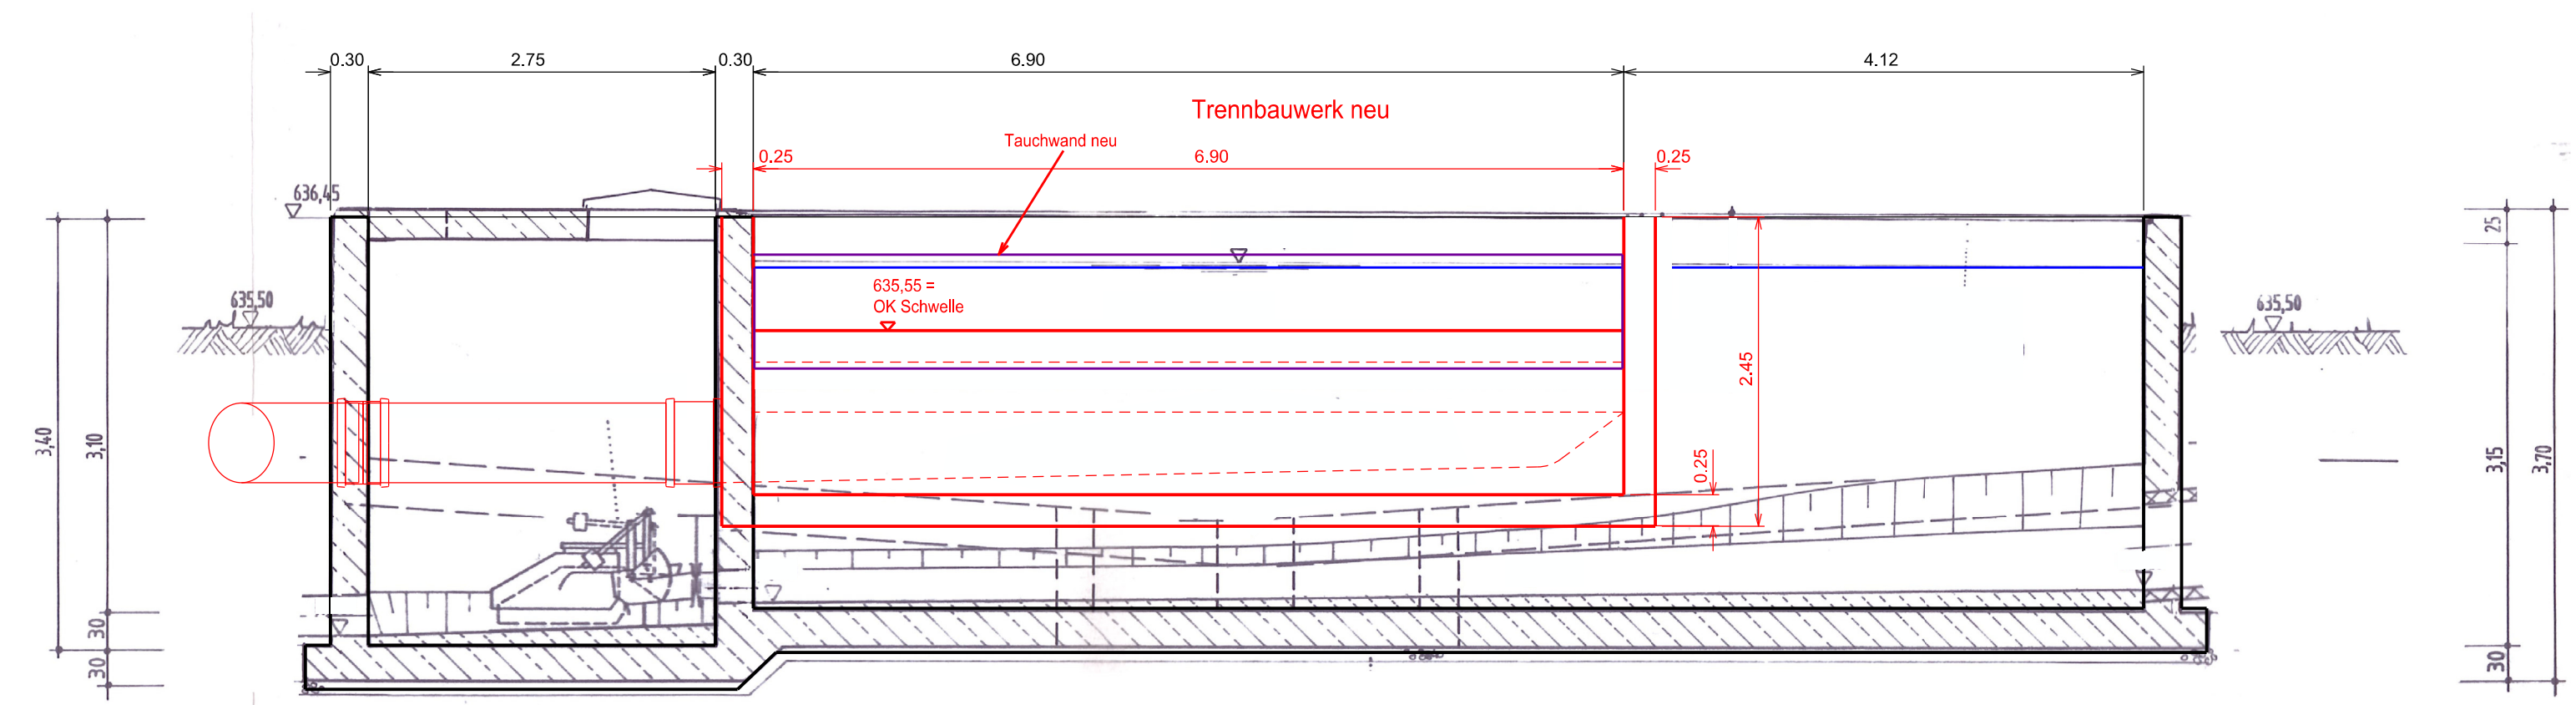 0.30 2.75 0.30 6.90 4.12
Trennbauwerk neu
Tauchwand neu
0.25 6.90 0.25
636,45
25
635,55 =
OK Schwelle
635,50
635,50
2.45
3,40
3,10
0.25
3,15
3,70
30
30
30